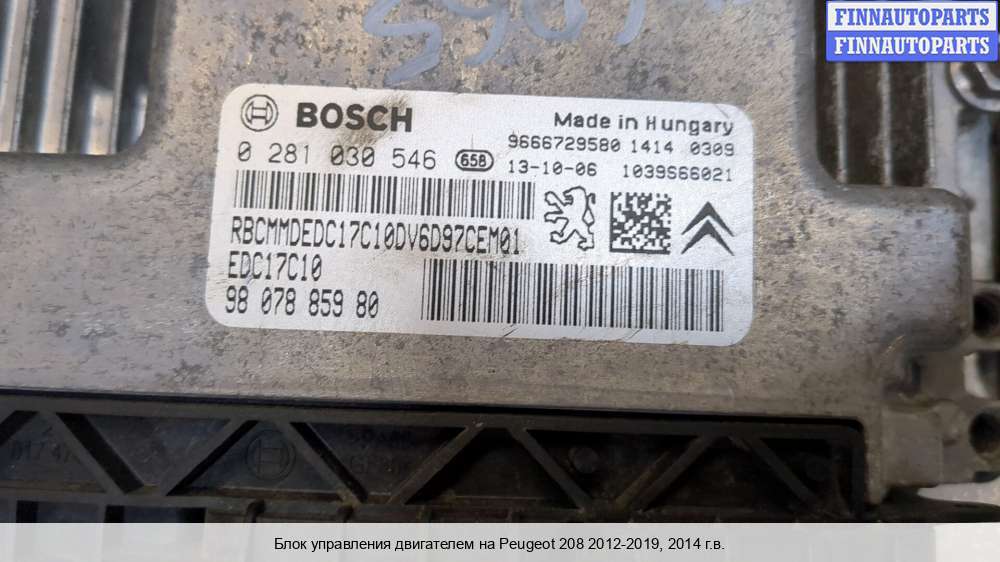 FINNAUTOPARTS
FINNAUTOPARTS
BOSCH
Made in Hungary
0 281 030 546 658
9666729580 1414 0309
13-10-06 1039S66021
RBCMMDEDC17C10DV6D97CEM01
EDC17C10
98 078 859 80
Блок управления двигателем на Peugeot 208 2012-2019, 2014 г.в.